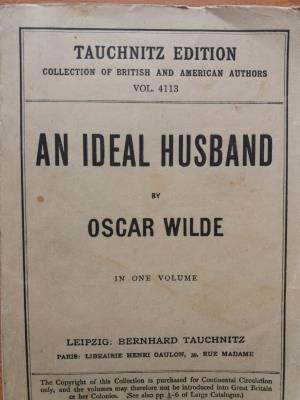 TAUCHNITZ EDITION
COLLECTION OF BRITISH AND AMERICAN AUTHORS
VOL. 4113
AN IDEAL HUSBAND
BY
OSCAR WILDE
IN ONE VOLUME
LEIPZIG: BERNHARD TAUCHNITZ
PARIS: LIBRAIRIE HENRI GAULON, 39, RUE MADAME
The Copyright of this Collection is purchased for Continental Circulation
only, and the volumes may therefore not be introduced into Great Britain
or her Colonies. (See also pp. 3–6 of Large Catalogue.)